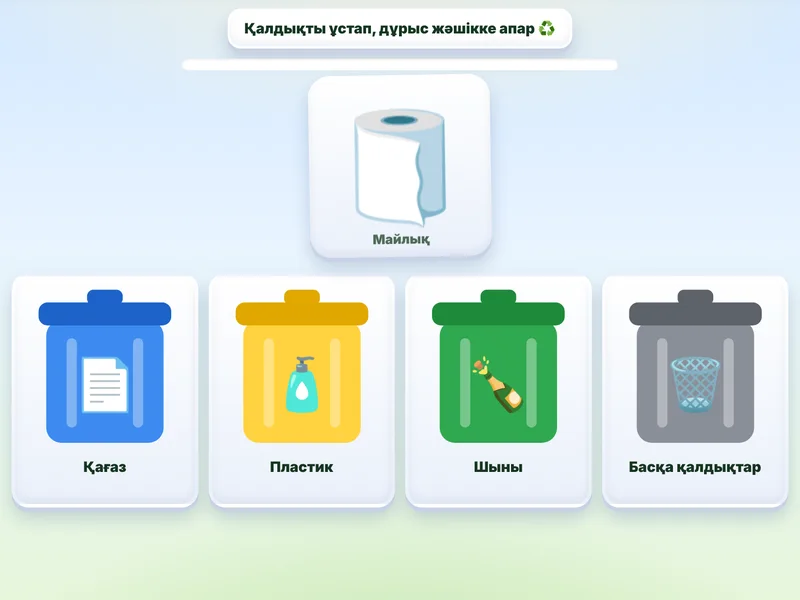 Қалдықты ұстап, дұрыс жәшікке апар ♻️
Майлық
Қағаз
Пластик
Шыны
Басқа қалдықтар